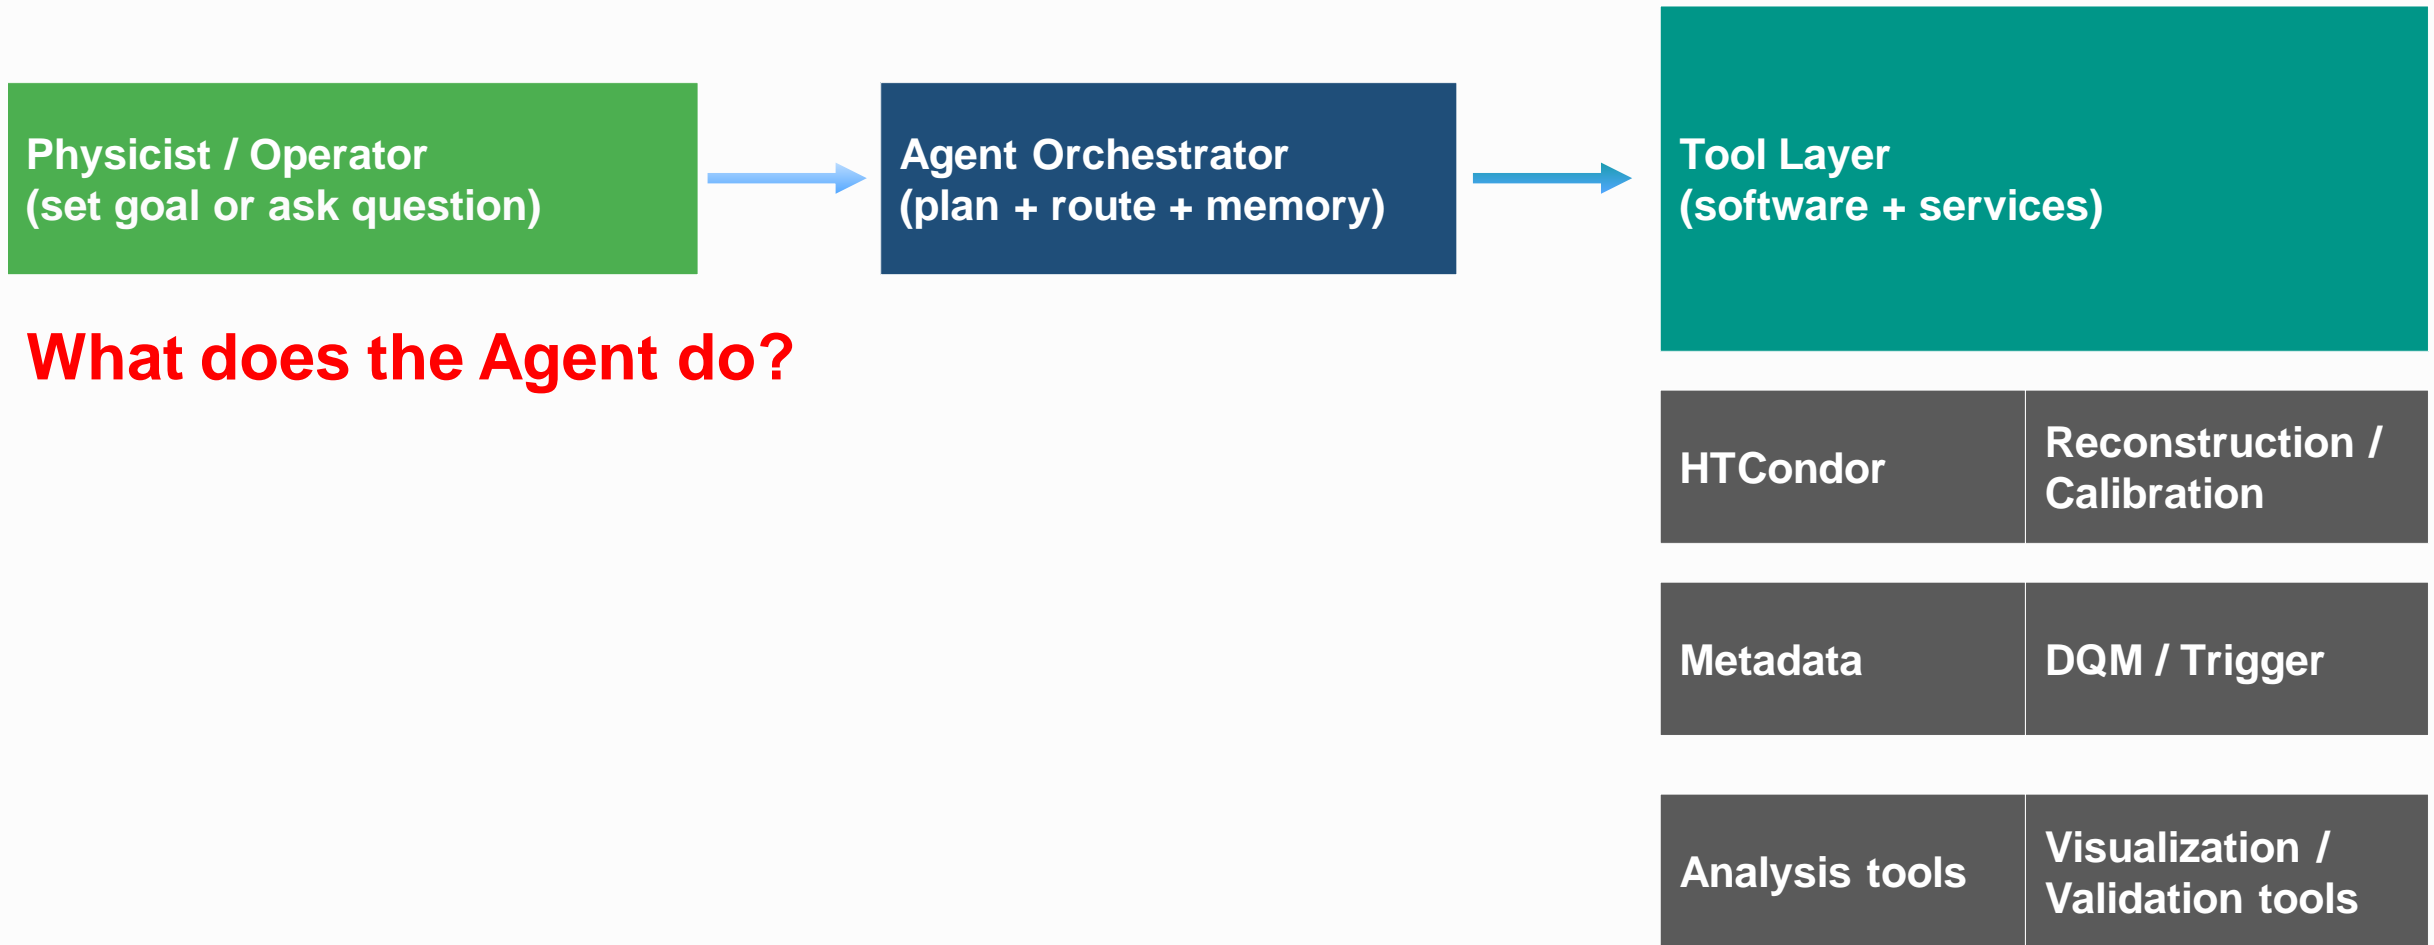 Physicist / Operator
(set goal or ask question)
Agent Orchestrator
(plan + route + memory)
Tool Layer
(software + services)
What does the Agent do?
HTCondor
Reconstruction /
Calibration
Metadata
DQM / Trigger
Analysis tools
Visualization /
Validation tools